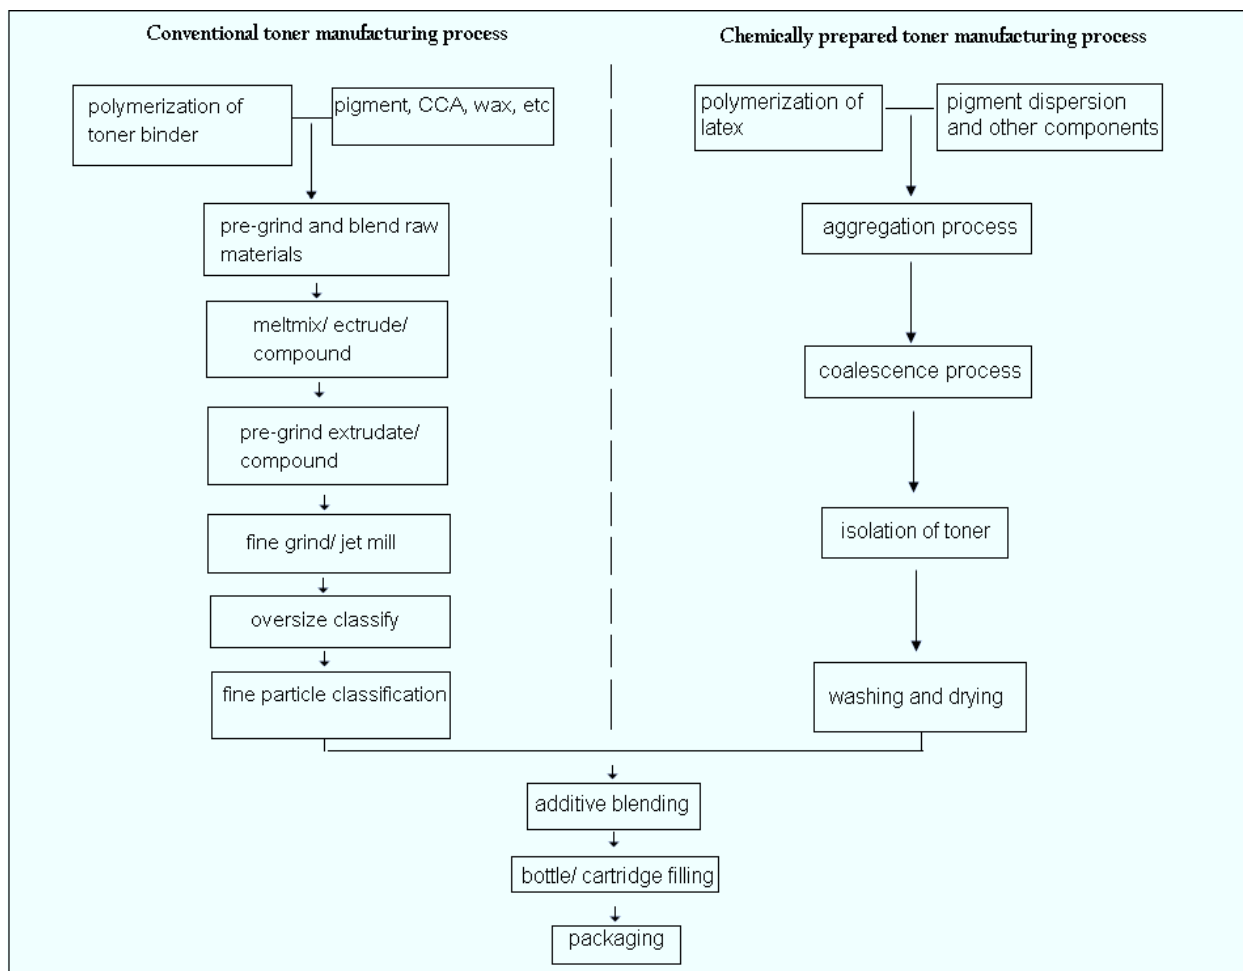 Conventional toner manufacturing process
polymerization of
toner binder
pigment, CCA, wax, etc
pre-grind and blend raw
materials
meltmix/ ectrude/
compound
pre-grind extrudate/
compound
fine grind/ jet mill
oversize classify
fine particle classification
Chemically prepared toner manufacturing process
polymerization of
latex
pigment dispersion
and other components
aggregation process
coalescence process
isolation of toner
washing and drying
additive blending
bottle/ cartridge filling
packaging